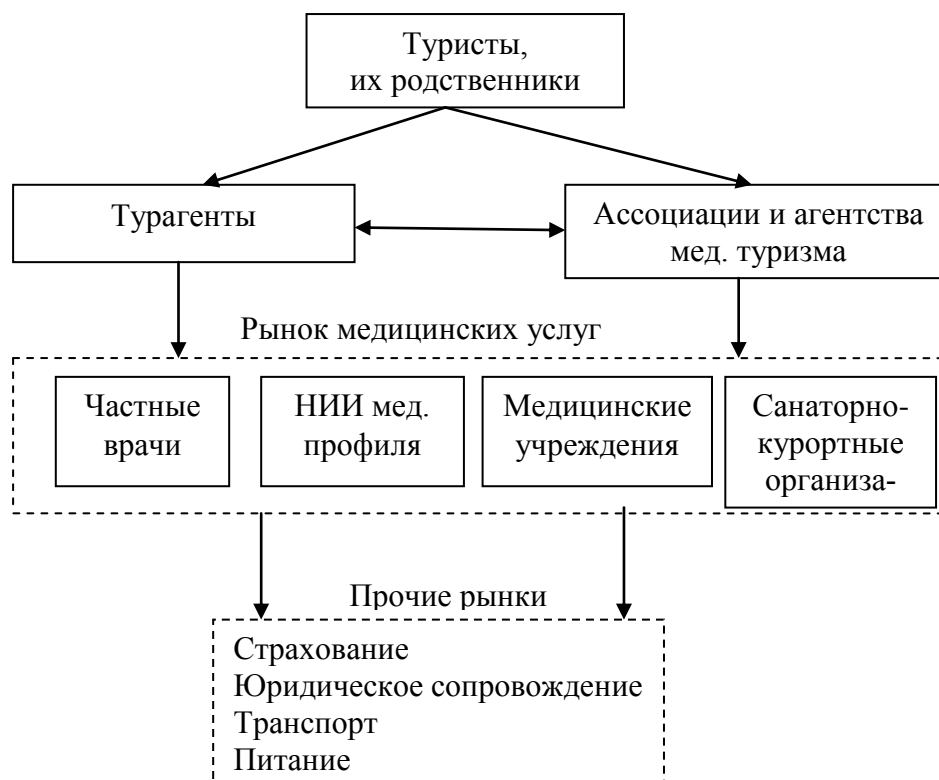 Туристы,
их родственники
Турагенты
Ассоциации и агентства
мед. туризма
Рынок медицинских услуг
Частные
врачи
НИИ мед.
профиля
Медицинские
учреждения
Санаторно-
курортные
организа-
Прочие рынки
Страхование
Юридическое сопровождение
Транспорт
Питание